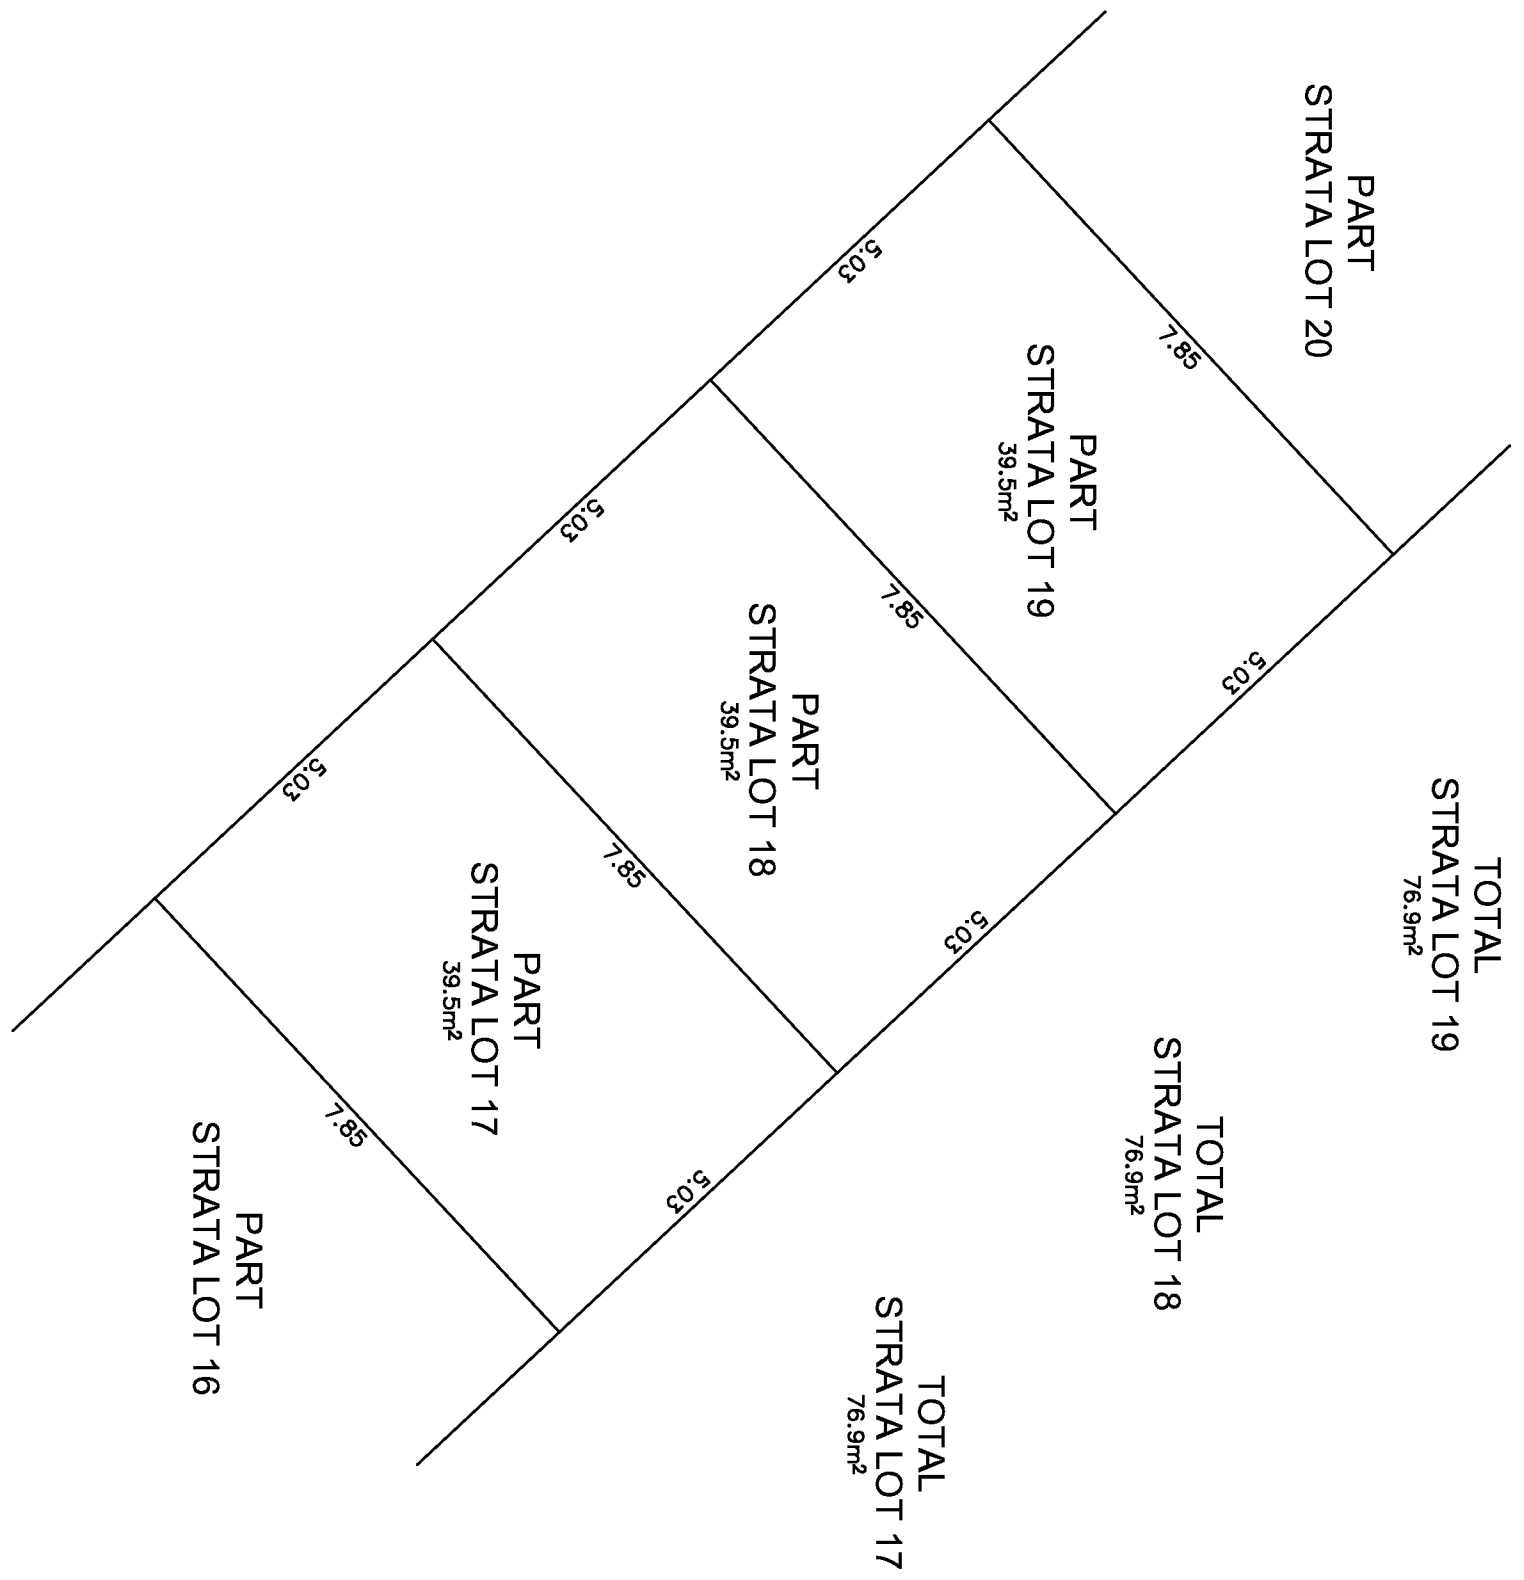 PART
STRATA LOT 20
7.85
5.03
PART
STRATA LOT 19
39.5m²
5.03
7.85
5.03
PART
STRATA LOT 18
39.5m²
5.03
7.85
5.03
PART
STRATA LOT 17
39.5m²
5.03
7.85
PART
STRATA LOT 16
TOTAL
STRATA LOT 19
76.9m²
TOTAL
STRATA LOT 18
76.9m²
TOTAL
STRATA LOT 17
76.9m²